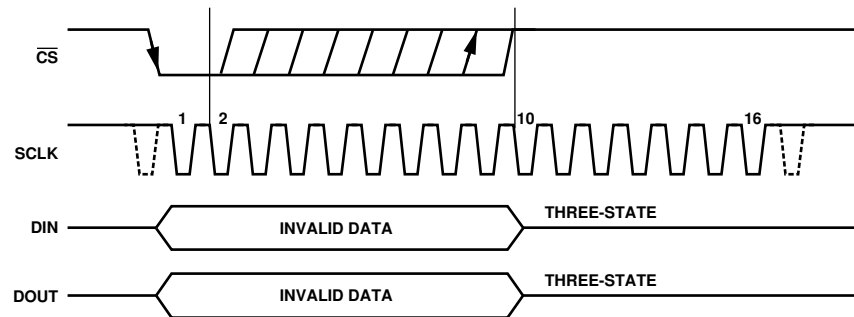 CS
1 2 10 16
SCLK
THREE-STATE
DIN INVALID DATA
THREE-STATE
DOUT INVALID DATA